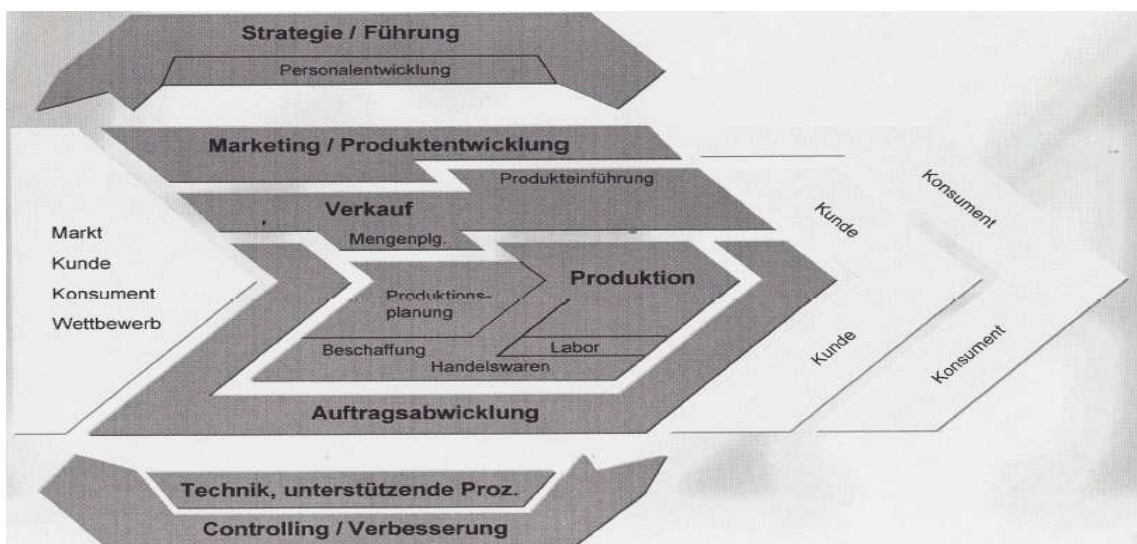 Strategie / Führung
Personalentwicklung
Marketing / Produktentwicklung
Produkteinführung
Verkauf
Mengenplg.
Markt
Kunde
Konsument
Wettbewerb
Produktion
Produktions-
planung
Beschaffung
Labor
Handelswaren
Auftragsabwicklung
Kunde
Konsument
Kunde
Konsument
Technik, unterstützende Proz.
Controlling / Verbesserung